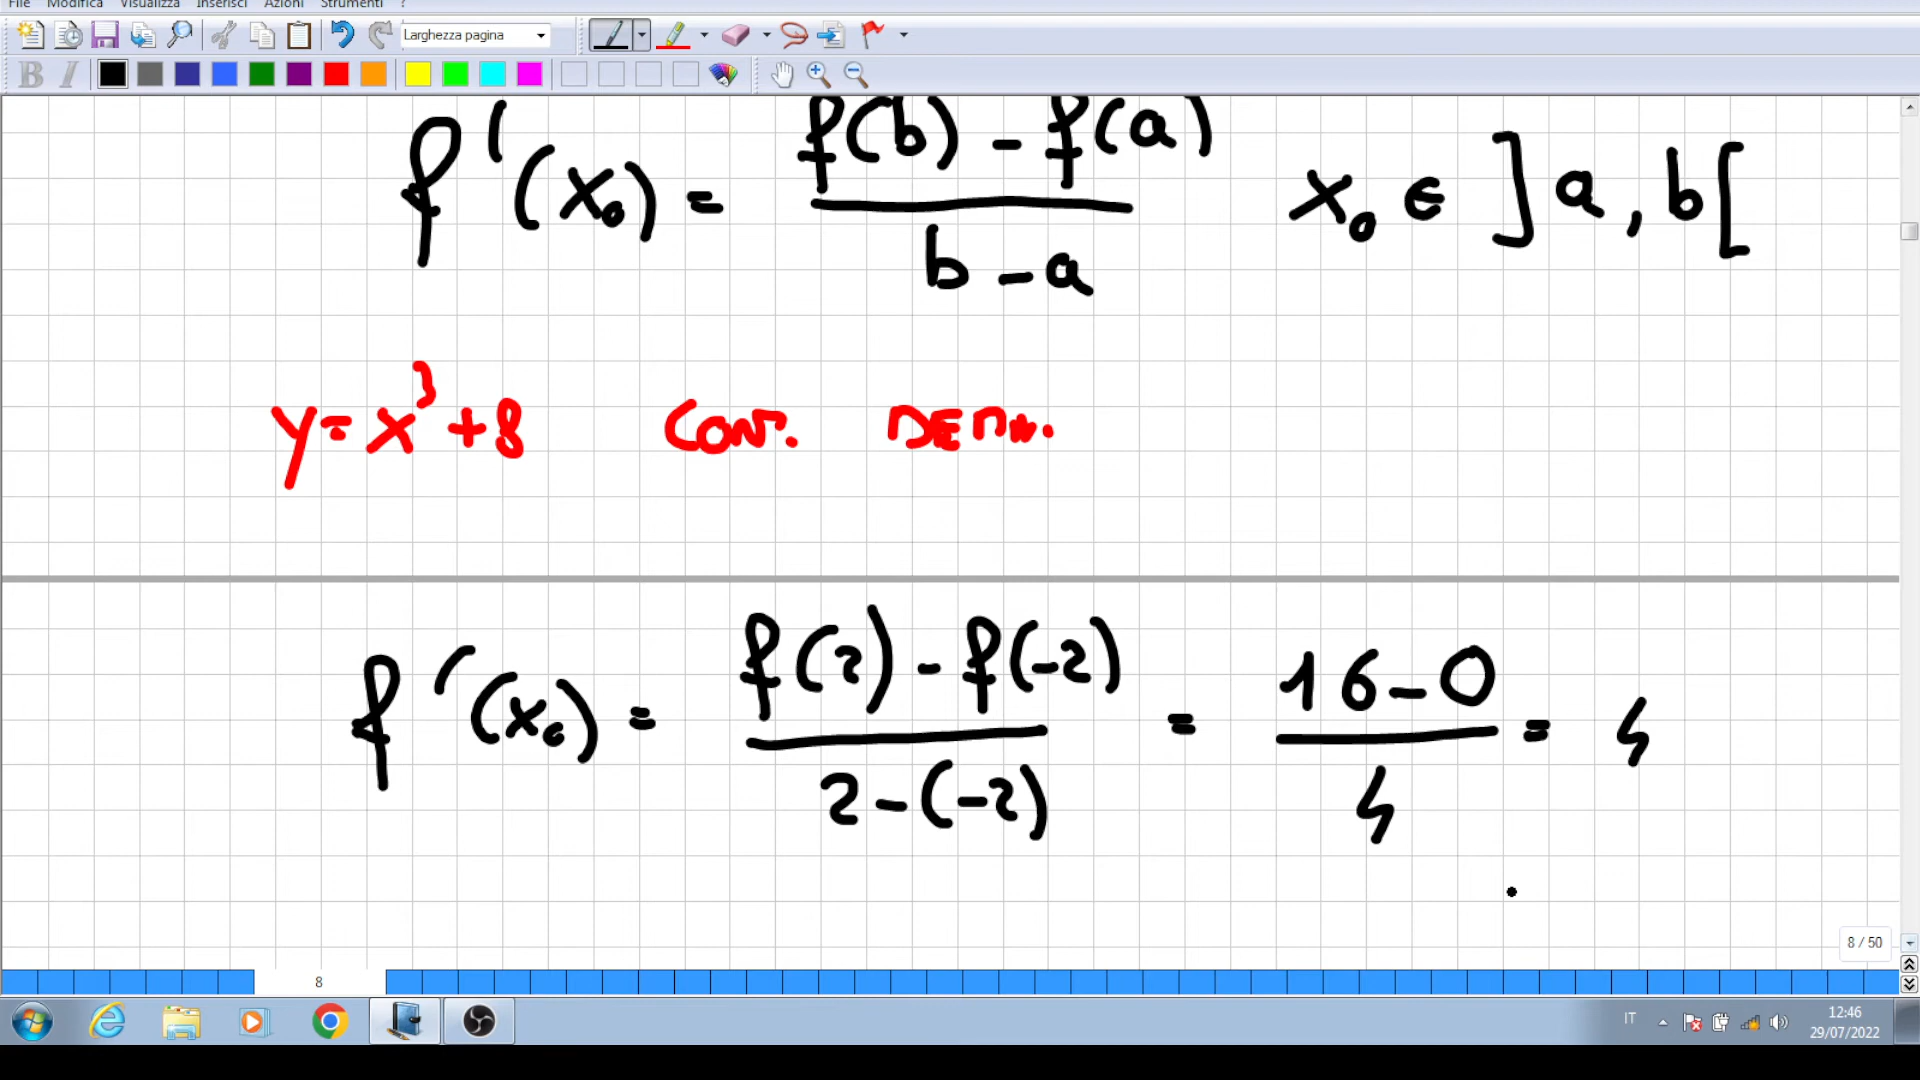 File Modifica Visualizza Inserisci Azioni Strumenti ?
Larghezza pagina
B I
f'(x₀) = f(b) - f(a) / b - a x₀ ∈ ]a, b[
y = x³ + 8 CONT. DERIV.
f'(x₀) = f(2) - f(-2) / 2 - (-2) = 16 - 0 / 4 = 4
8 / 50
8
IT
12:46
29/07/2022